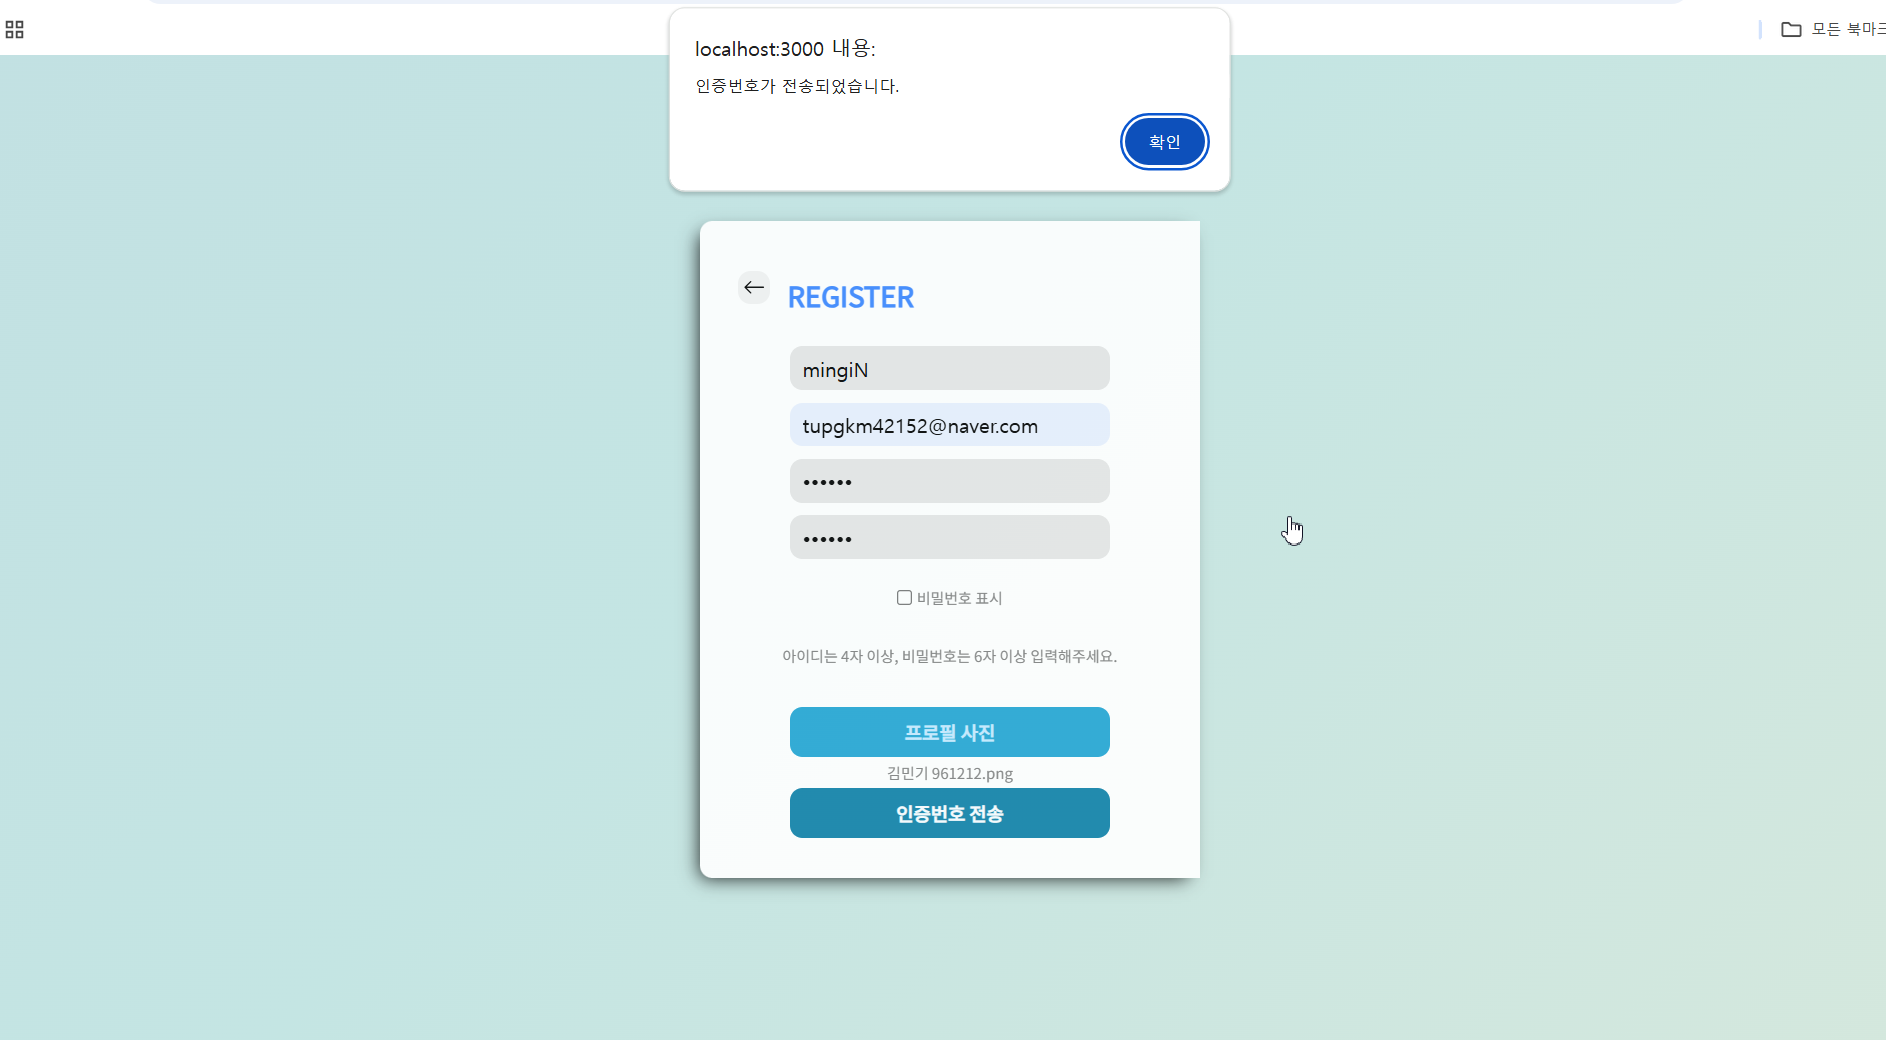 모든 북마크
localhost:3000 내용:
인증번호가 전송되었습니다.
확인
REGISTER
mingiN
tupgkm42152@naver.com
••••••
••••••
비밀번호 표시
아이디는 4자 이상, 비밀번호는 6자 이상 입력해주세요.
프로필 사진
김민기 961212.png
인증번호 전송